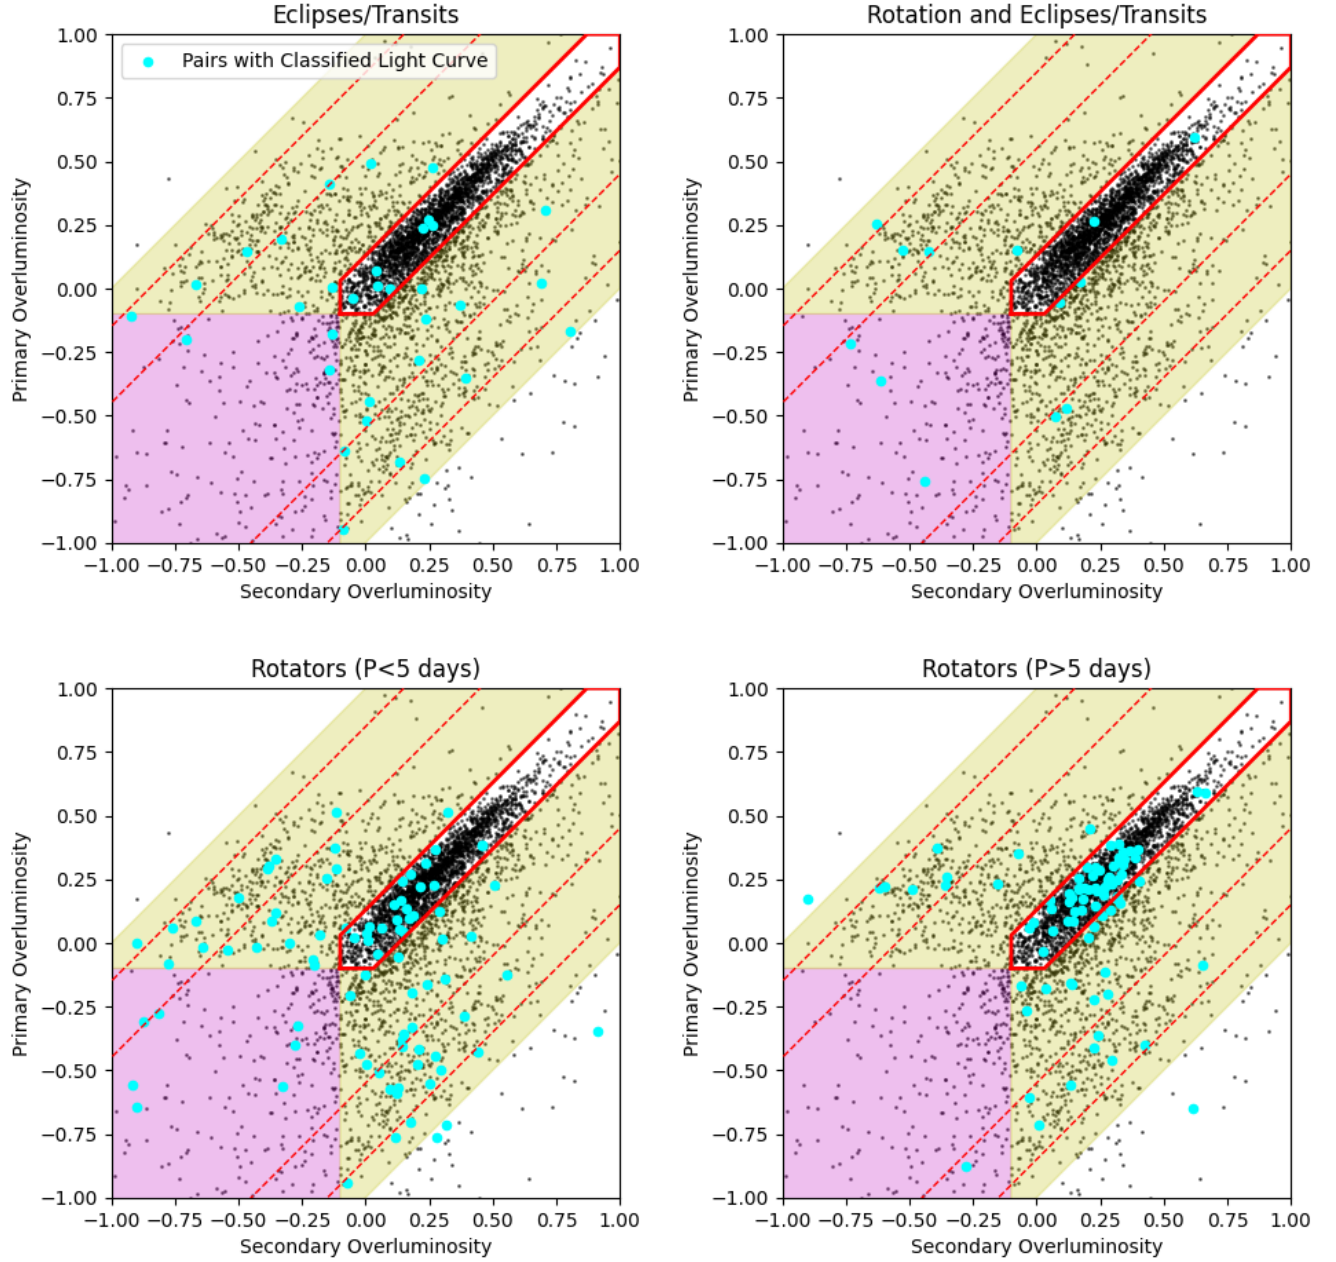 Eclipses/Transits
Rotation and Eclipses/Transits
Pairs with Classified Light Curve
Primary Overluminosity
1.00
0.75
0.50
0.25
0.00
−0.25
−0.50
−0.75
−1.00
−1.00 −0.75 −0.50 −0.25 0.00 0.25 0.50 0.75 1.00
Secondary Overluminosity
Primary Overluminosity
1.00
0.75
0.50
0.25
0.00
−0.25
−0.50
−0.75
−1.00
−1.00 −0.75 −0.50 −0.25 0.00 0.25 0.50 0.75 1.00
Secondary Overluminosity
Rotators (P<5 days)
Primary Overluminosity
1.00
0.75
0.50
0.25
0.00
−0.25
−0.50
−0.75
−1.00
−1.00 −0.75 −0.50 −0.25 0.00 0.25 0.50 0.75 1.00
Secondary Overluminosity
Rotators (P>5 days)
Primary Overluminosity
1.00
0.75
0.50
0.25
0.00
−0.25
−0.50
−0.75
−1.00
−1.00 −0.75 −0.50 −0.25 0.00 0.25 0.50 0.75 1.00
Secondary Overluminosity